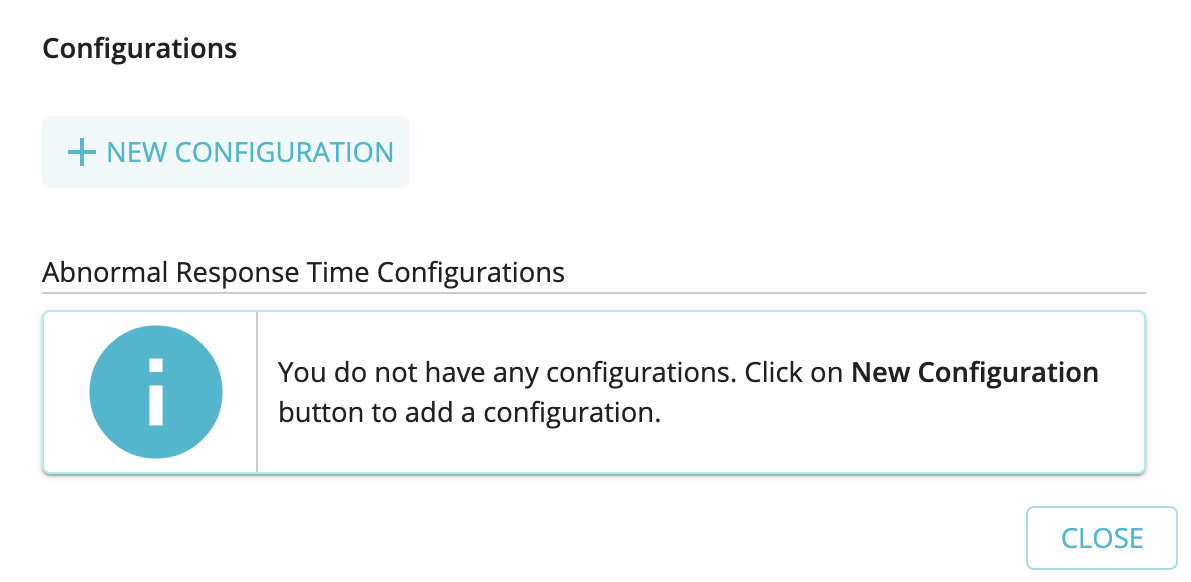 Configurations
NEW CONFIGURATION
Abnormal Response Time Configurations
You do not have any configurations. Click on New Configuration
button to add a configuration.
CLOSE